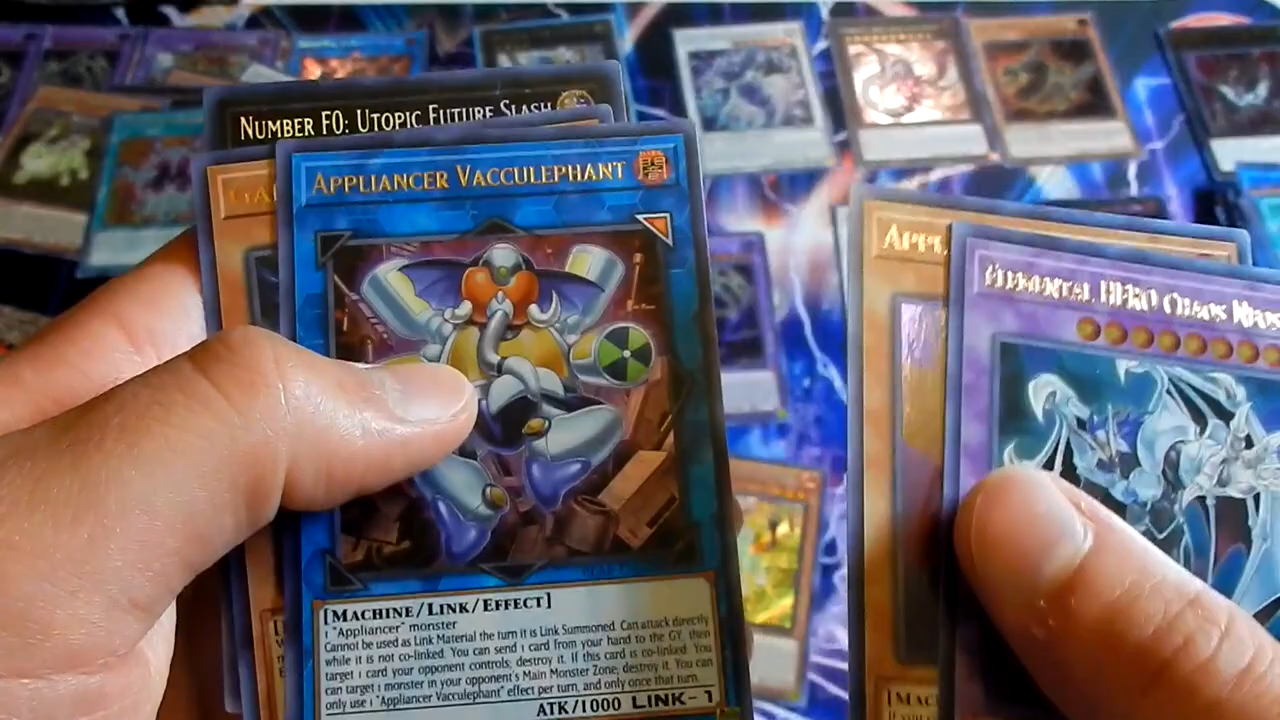 NUMBER F0: UTOPIC FUTURE SLASH
APPLIANCER VACCULEPHANT
[MACHINE/LINK/EFFECT]
1 "Appliancer" monster
Cannot be used as Link Material the turn it is Link Summoned. Can attack directly
while it is not co-linked. You can send 1 card from your hand to the GY, then
target 1 card your opponent controls; destroy it. If this card is co-linked: You
can target 1 monster in your opponent's Main Monster Zone; destroy it. You can
only use 1 "Appliancer Vacculephant" effect per turn, and only once that turn.
ATK/1000 LINK-1
APPL
ELEMENTAL HERO CHAOS NEOS
[MAC